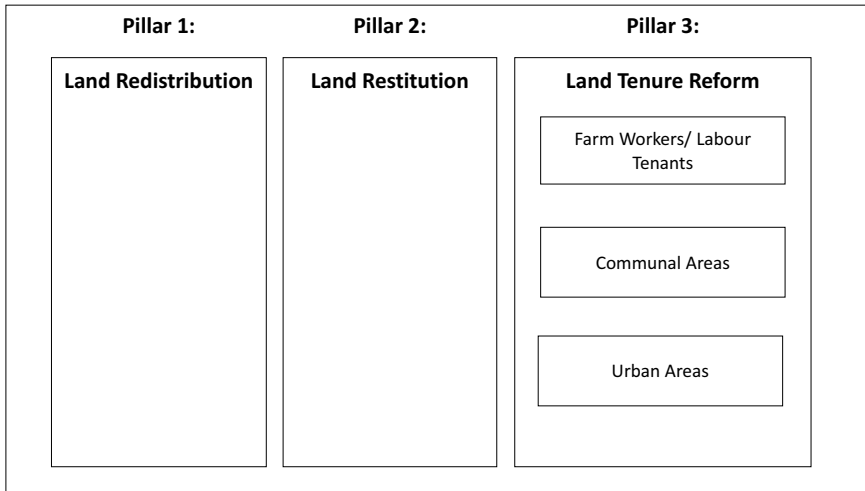 Pillar 1:
Pillar 2:
Pillar 3:
Land Redistribution
Land Restitution
Land Tenure Reform
Farm Workers/ Labour
Tenants
Communal Areas
Urban Areas